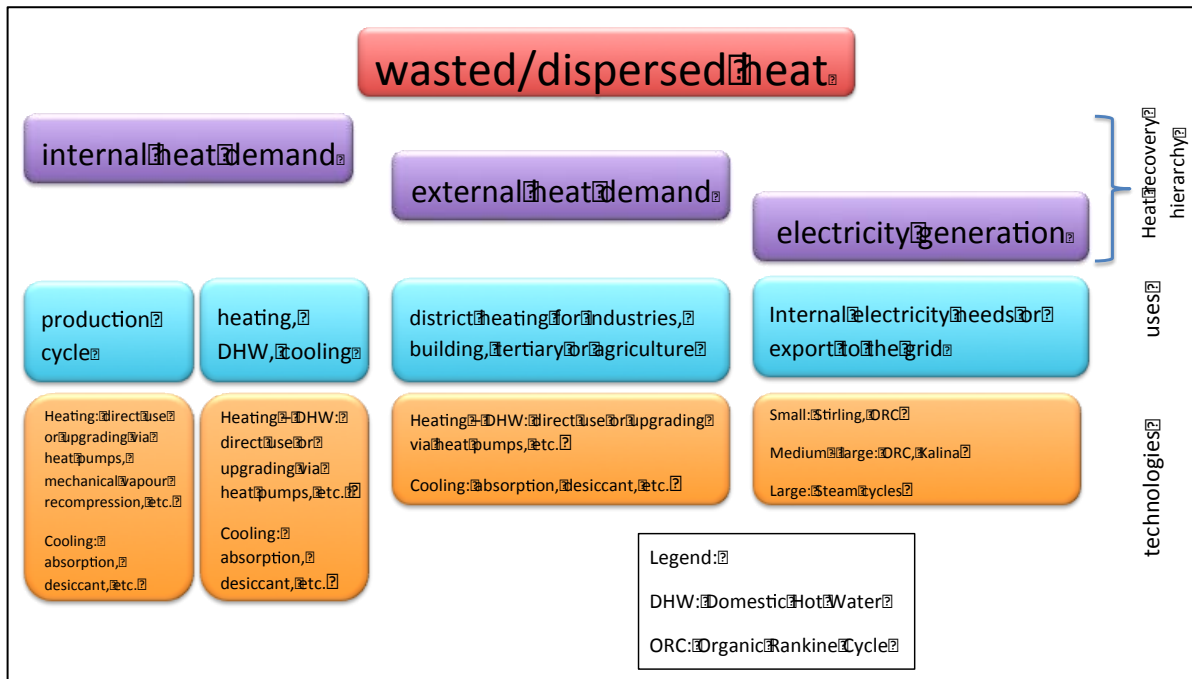 wasted/dispersed heat
internal heat demand
external heat demand
electricity generation
Heat recovery
hierarchy
production
cycle
heating,
DHW, cooling
district heating for industries,
building, tertiary or agriculture
Internal electricity needs or
export to the grid
uses
Heating: direct use
or upgrading via
heat pumps,
mechanical vapour
recompression, etc.
Cooling:
absorption,
desiccant, etc.
Heating – DHW:
direct use or
upgrading via
heat pumps, etc.
Cooling:
absorption,
desiccant, etc.
Heating – DHW: direct use or upgrading
via heat pumps, etc.
Cooling: absorption, desiccant, etc.
Small: Stirling, ORC
Medium - large: ORC, Kalina
Large: Steam cycles
technologies
Legend:
DHW: Domestic Hot Water
ORC: Organic Rankine Cycle